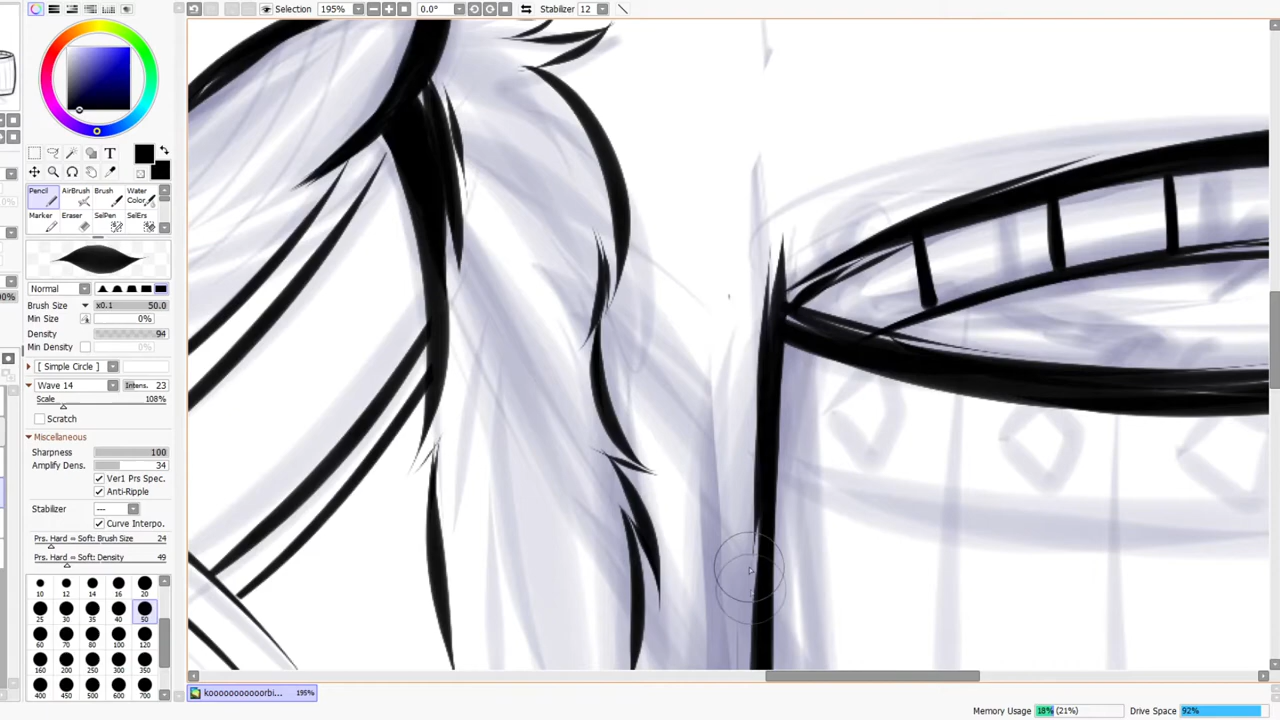 Selection 195% 0.0° Stabilizer 12
T
Pencil AirBrush Brush Water Color
Marker Eraser SelPen SelErs
Normal
Brush Size x0.1 50.0
Min Size 0%
Density 94
Min Density 0%
[ Simple Circle ]
Wave 14 Intens. 23
Scale 108%
Scratch
Miscellaneous
Sharpness 100
Amplify Dens. 34
Ver1 Prs Spec.
Anti-Ripple
Stabilizer ---
Curve Interpo.
Prs. Hard ⇔ Soft: Brush Size 24
Prs. Hard ⇔ Soft: Density 49
10 12 14 16 20
25 30 35 40 50
60 70 80 100 120
160 200 250 300 350
400 450 500 600 700
kooooooooooorbi... 195%
Memory Usage 18% (21%) Drive Space 92%